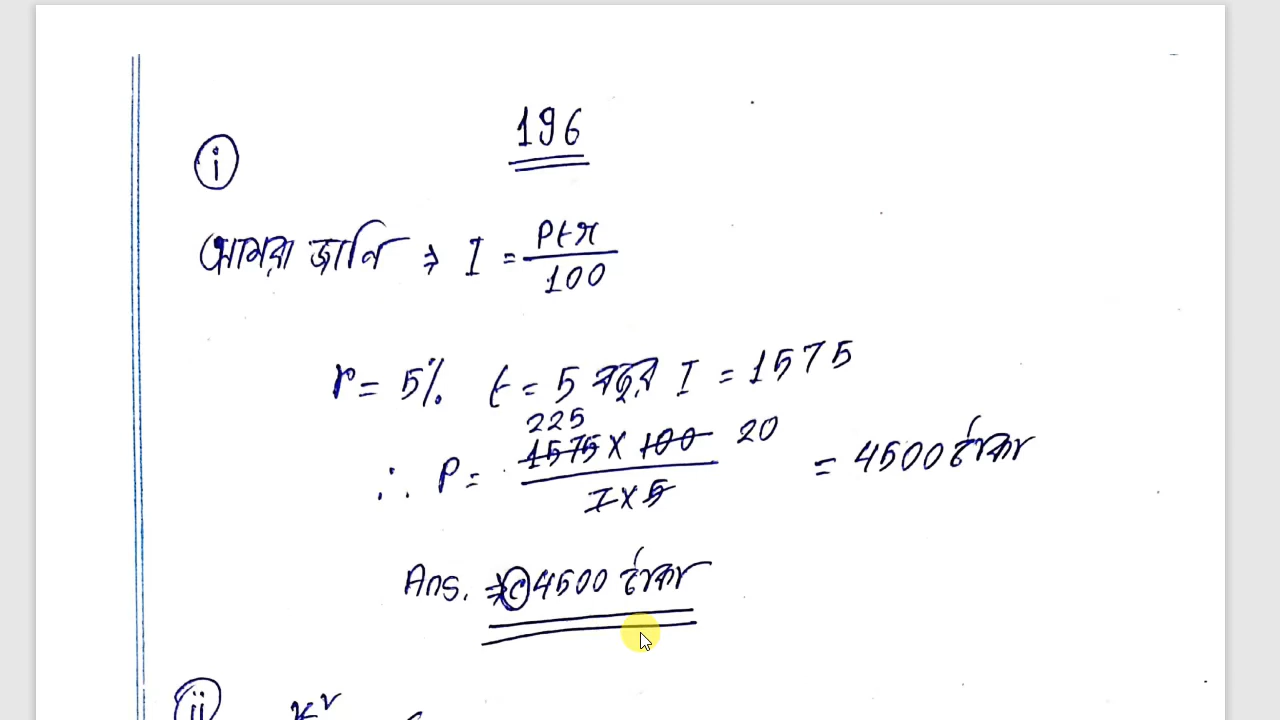 196
i
আমরা জানি ⇒ I = Ptr/100
r = 5% t = 5 বছর I = 1575
225
∴ P = 1575 X 100 20 / 7 X 5 = 4500 টাকা
Ans. ⇒ C 4500 টাকা
ii